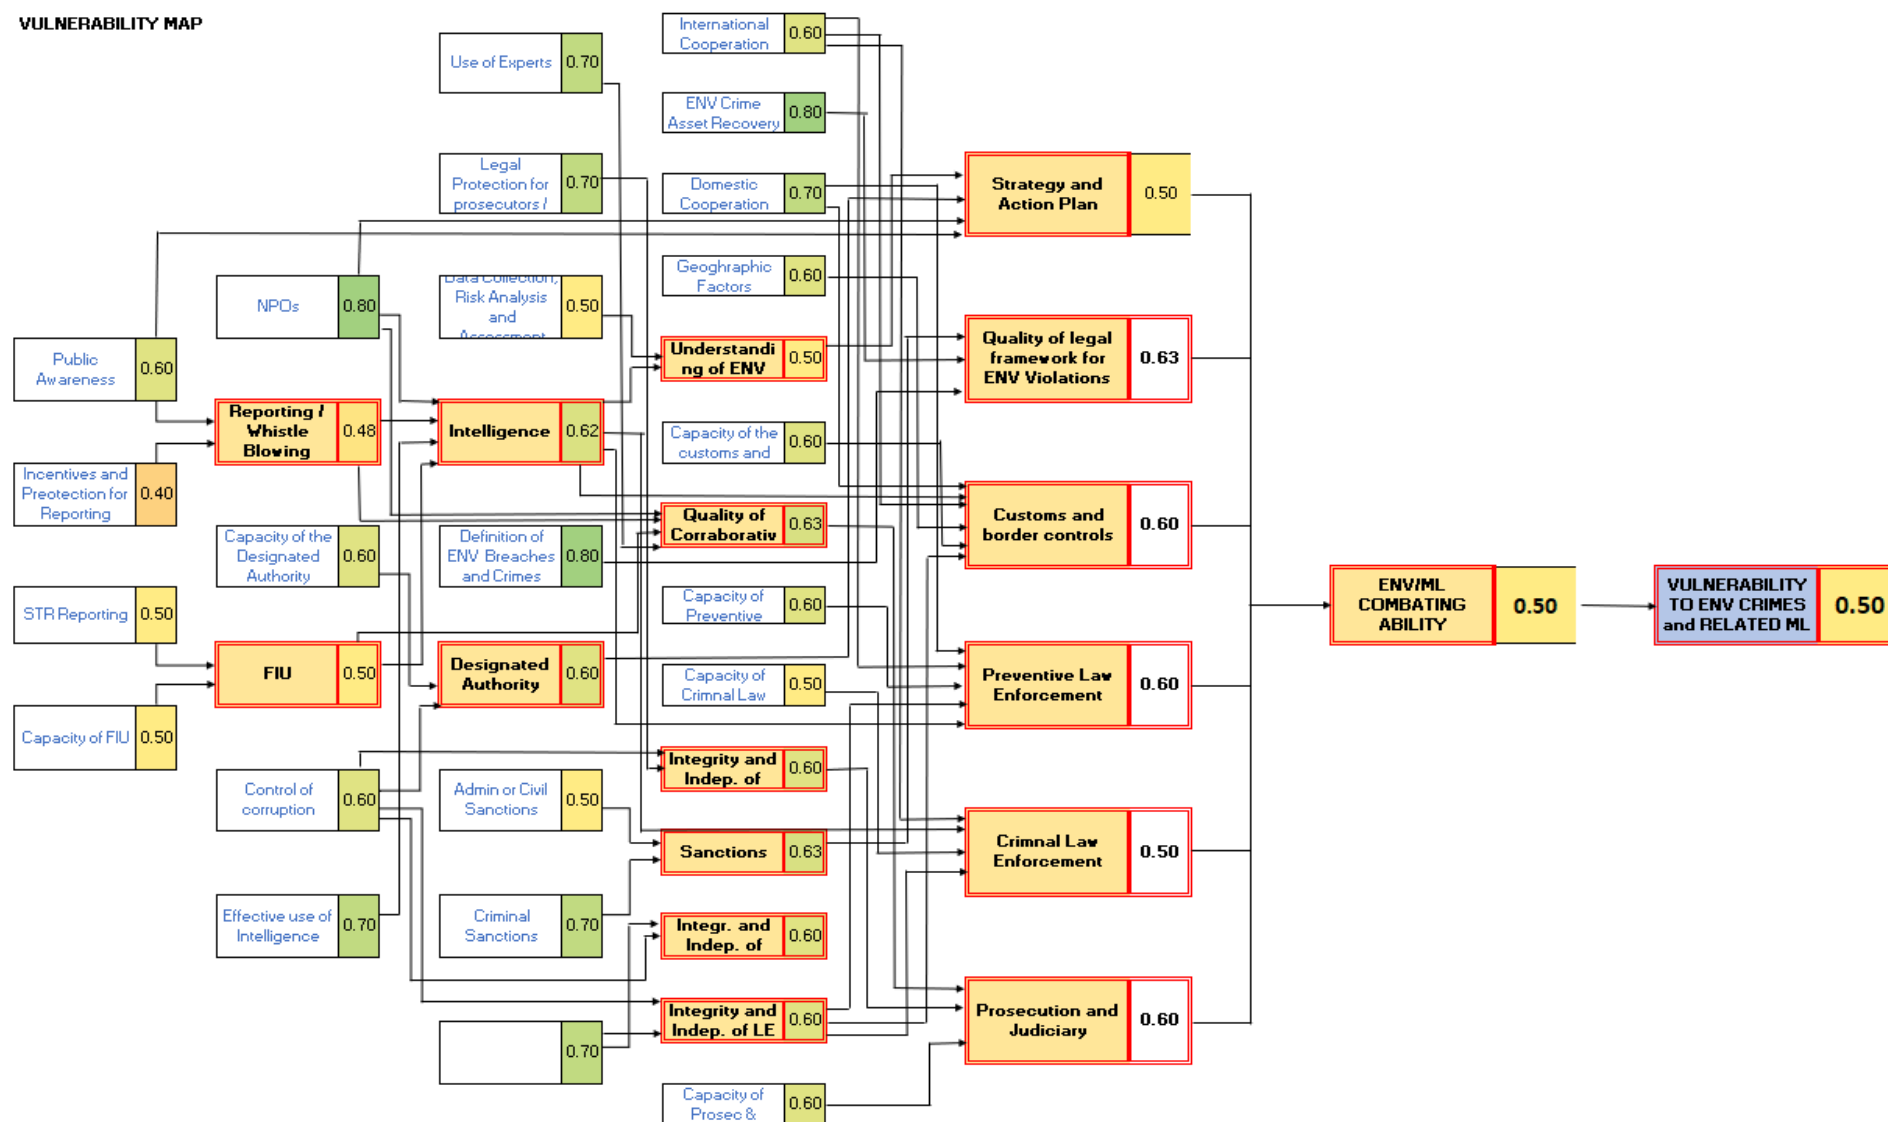 VULNERABILITY MAP
International
Cooperation
0.60
Use of Experts
0.70
ENV Crime
Asset Recovery
0.80
Legal
Protection for
prosecutors /
0.70
Domestic
Cooperation
0.70
Strategy and
Action Plan
0.50
Geoghraphic
Factors
0.60
NPOs
0.80
Data Collection,
Risk Analysis
and
Assessment
0.50
Public
Awareness
0.60
Understandi
ng of ENV
0.50
Quality of legal
framework for
ENV Violations
0.63
Reporting /
Whistle
Blowing
0.48
Intelligence
0.62
Capacity of the
customs and
0.60
Incentives and
Preotection for
Reporting
0.40
Quality of
Corraborativ
0.63
Customs and
border controls
0.60
Capacity of the
Designated
Authority
0.60
Definition of
ENV Breaches
and Crimes
0.80
STR Reporting
0.50
Capacity of
Preventive
0.60
ENV/ML
COMBATING
ABILITY
0.50
VULNERABILITY
TO ENV CRIMES
and RELATED ML
0.50
FIU
0.50
Designated
Authority
0.60
Capacity of
Crimnal Law
0.50
Preventive Law
Enforcement
0.60
Capacity of FIU
0.50
Integrity and
Indep. of
0.60
Control of
corruption
0.60
Admin or Civil
Sanctions
0.50
Sanctions
0.63
Crimnal Law
Enforcement
0.50
Effective use of
Intelligence
0.70
Criminal
Sanctions
0.70
Integr. and
Indep. of
0.60
Integrity and
Indep. of LE
0.60
Prosecution and
Judiciary
0.60
0.70
Capacity of
Prosec &
0.60